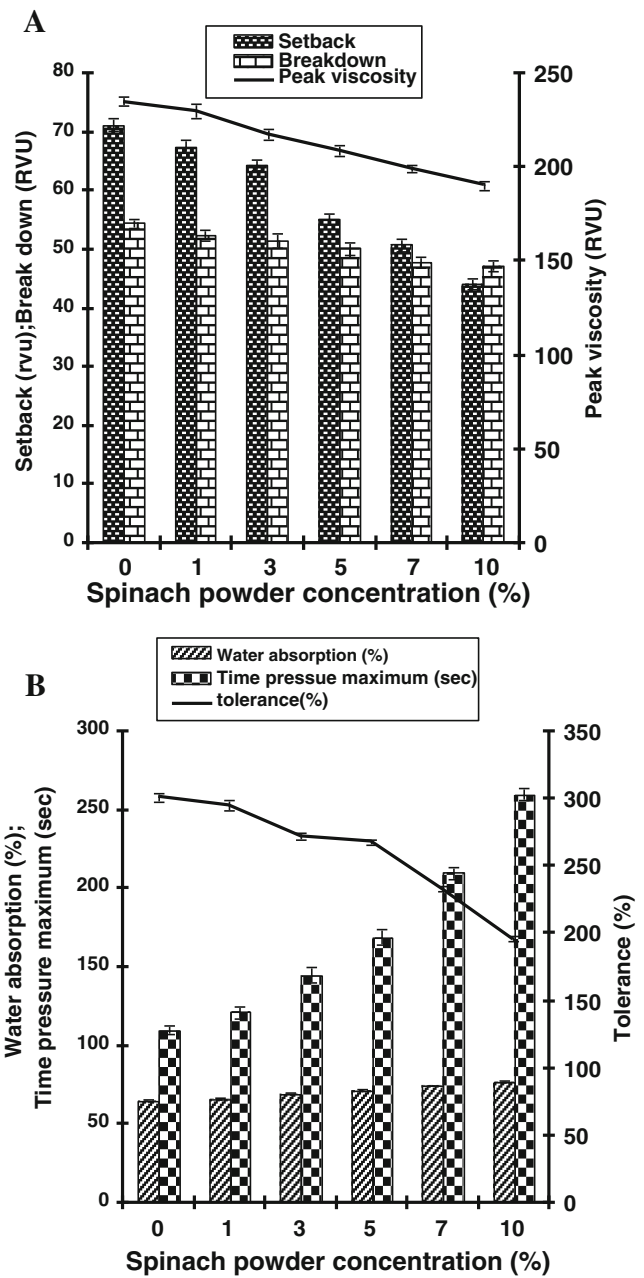 A
Setback
Breakdown
Peak viscosity
80
70
60
50
40
30
20
10
0
Setback (rvu);Break down (RVU)
250
200
150
100
50
0
Peak viscosity (RVU)
0 1 3 5 7 10
Spinach powder concentration (%)
B
Water absorption (%)
Time pressue maximum (sec)
tolerance(%)
300
250
200
150
100
50
0
Water absorption (%);
Time pressure maximum (sec)
350
300
250
200
150
100
50
0
Tolerance (%)
0 1 3 5 7 10
Spinach powder concentration (%)